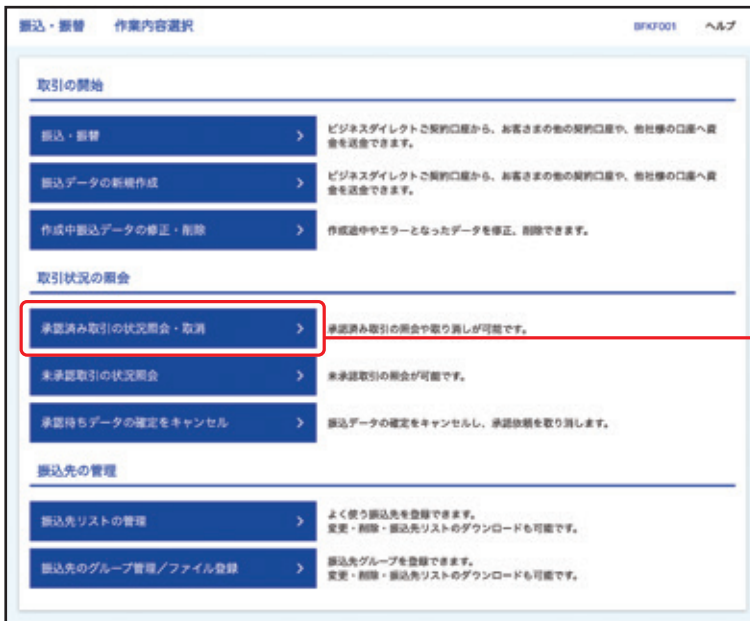 振込・振替 作業内容選択 BFKF001 ヘルプ
取引の開始
振込・振替
ビジネスダイレクトご契約口座から、お客さまの他の契約口座や、他社様の口座へ資
金を送金できます。
振込データの新規作成
ビジネスダイレクトご契約口座から、お客さまの他の契約口座や、他社様の口座へ資
金を送金できます。
作成中振込データの修正・削除
作成途中やエラーとなったデータを修正、削除できます。
取引状況の照会
承認済み取引の状況照会・取消
承認済み取引の照会や取り消しが可能です。
未承認取引の状況照会
未承認取引の照会が可能です。
承認待ちデータの確定をキャンセル
振込データの確定をキャンセルし、承認依頼を取り消します。
振込先の管理
振込先リストの管理
よく使う振込先を登録できます。
変更・削除・振込先リストのダウンロードも可能です。
振込先のグループ管理／ファイル登録
振込先グループを登録できます。
変更・削除・振込先リストのダウンロードも可能です。